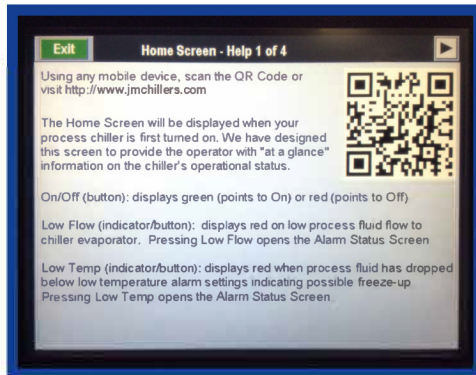 Exit
Home Screen - Help 1 of 4
Using any mobile device, scan the QR Code or
visit http://www.jmchillers.com
The Home Screen will be displayed when your
process chiller is first turned on. We have designed
this screen to provide the operator with "at a glance"
information on the chiller's operational status.
On/Off (button): displays green (points to On) or red (points to Off)
Low Flow (indicator/button): displays red on low process fluid flow to
chiller evaporator. Pressing Low Flow opens the Alarm Status Screen
Low Temp (indicator/button): displays red when process fluid has dropped
below low temperature alarm settings indicating possible freeze-up
Pressing Low Temp opens the Alarm Status Screen.